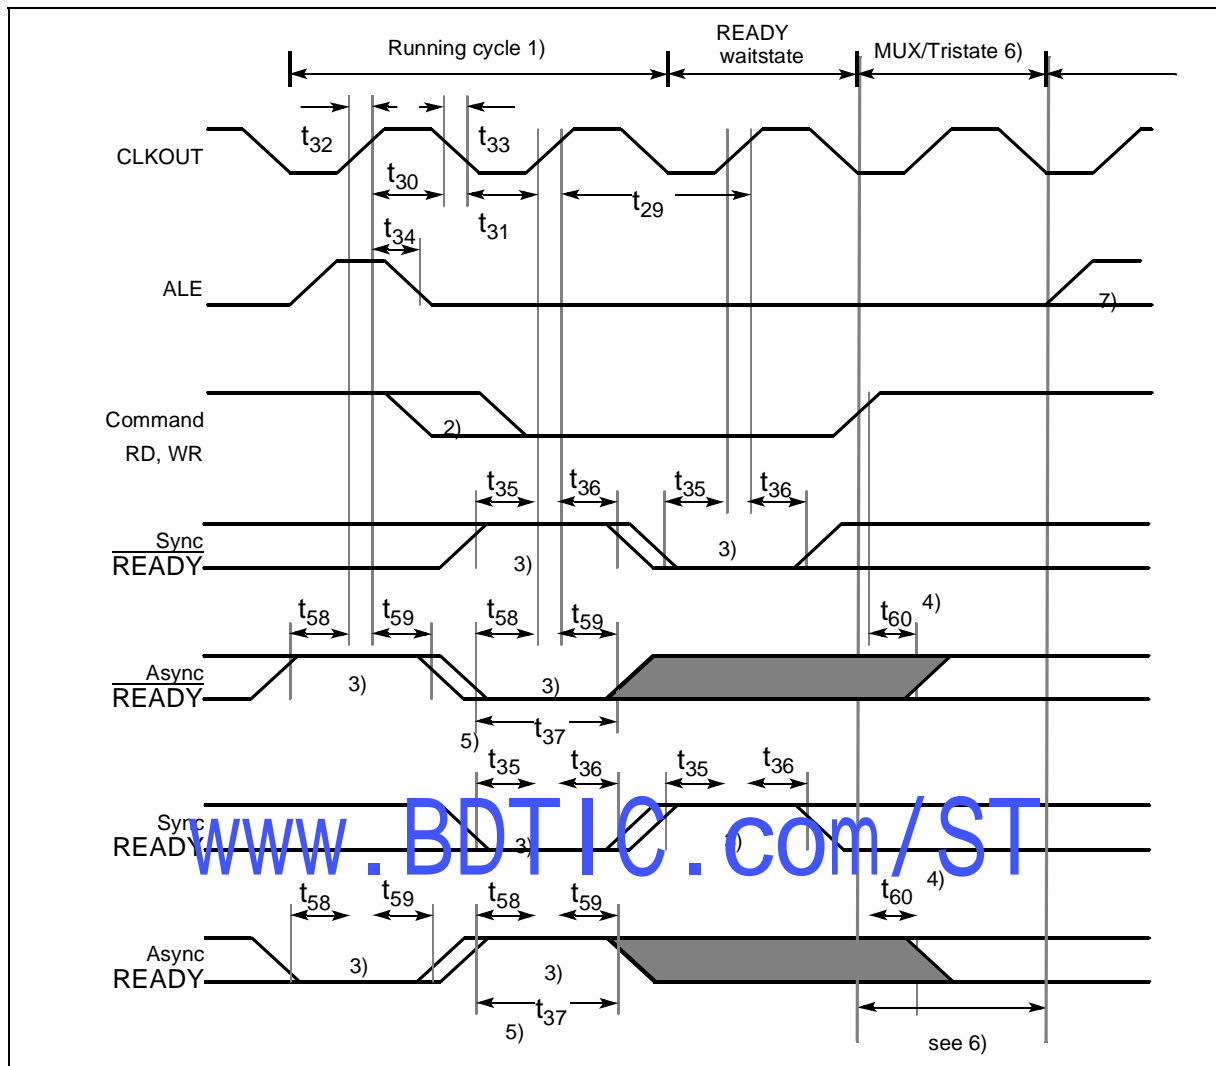 Running cycle 1)
READY
waitstate
MUX/Tristate 6)
t32
t33
CLKOUT
t30
t31
t29
t34
ALE
7)
Command
RD, WR
2)
t35
t36
t35
t36
Sync
READY
3)
3)
t58
t59
t58
t59
t60
4)
Async
READY
3)
3)
t37
5)
t35
t36
t35
t36
Sync
READY
3)
3)
www.BDTIC.com/ST
t58
t59
t58
t59
t60
4)
Async
READY
3)
3)
t37
5)
see 6)